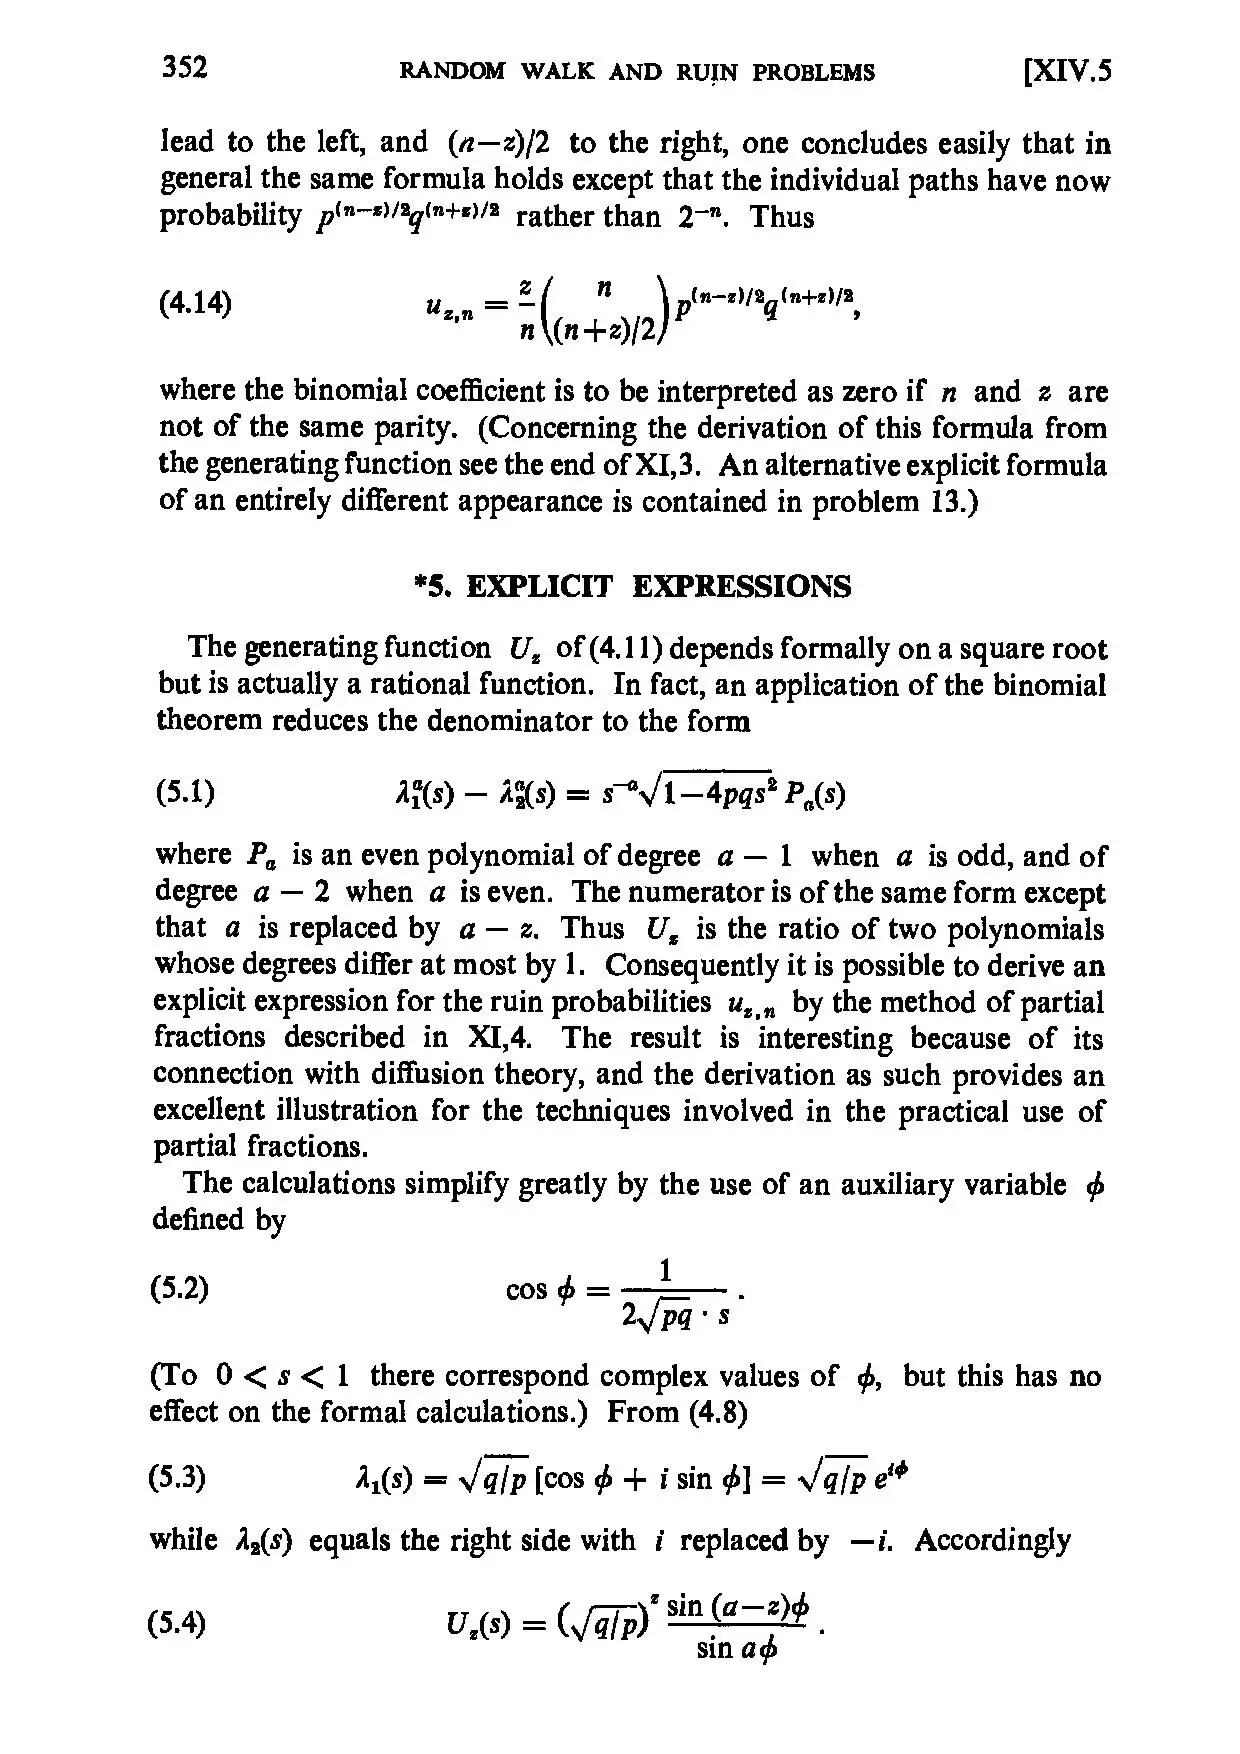 352 RANDOM WALK AND RUIN PROBLEMS [XIV.5
lead to the left, and (n−z)/2 to the right, one concludes easily that in
general the same formula holds except that the individual paths have now
probability p^{(n−z)/2}q^{(n+z)/2} rather than 2^{−n}. Thus
(4.14) u_{z,n} = \frac{z}{n} \binom{n}{(n+z)/2} p^{(n−z)/2}q^{(n+z)/2},
where the binomial coefficient is to be interpreted as zero if n and z are
not of the same parity. (Concerning the derivation of this formula from
the generating function see the end of XI,3. An alternative explicit formula
of an entirely different appearance is contained in problem 13.)
*5. EXPLICIT EXPRESSIONS
The generating function U_z of (4.11) depends formally on a square root
but is actually a rational function. In fact, an application of the binomial
theorem reduces the denominator to the form
(5.1) λ_1^a(s) − λ_2^a(s) = s^{−a}\sqrt{1−4pqs^2} P_a(s)
where P_a is an even polynomial of degree a − 1 when a is odd, and of
degree a − 2 when a is even. The numerator is of the same form except
that a is replaced by a − z. Thus U_z is the ratio of two polynomials
whose degrees differ at most by 1. Consequently it is possible to derive an
explicit expression for the ruin probabilities u_{z,n} by the method of partial
fractions described in XI,4. The result is interesting because of its
connection with diffusion theory, and the derivation as such provides an
excellent illustration for the techniques involved in the practical use of
partial fractions.
The calculations simplify greatly by the use of an auxiliary variable ϕ
defined by
(5.2) cos ϕ = \frac{1}{2\sqrt{pq} · s} .
(To 0 < s < 1 there correspond complex values of ϕ, but this has no
effect on the formal calculations.) From (4.8)
(5.3) λ_1(s) = \sqrt{q/p} [cos ϕ + i sin ϕ] = \sqrt{q/p} e^{iϕ}
while λ_2(s) equals the right side with i replaced by −i. Accordingly
(5.4) U_z(s) = (\sqrt{q/p})^z \frac{sin (a−z)ϕ}{sin aϕ} .